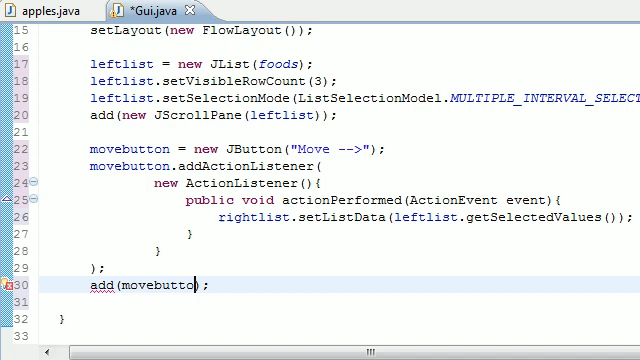 apples.java *Gui.java
15 setLayout(new FlowLayout());
16
17 leftlist = new JList(foods);
18 leftlist.setVisibleRowCount(3);
19 leftlist.setSelectionMode(ListSelectionModel.MULTIPLE_INTERVAL_SELECT
20 add(new JScrollPane(leftlist));
21
22 movebutton = new JButton("Move -->");
23 movebutton.addActionListener(
24 new ActionListener(){
25 public void actionPerformed(ActionEvent event){
26 rightlist.setListData(leftlist.getSelectedValues());
27 }
28 }
29 );
30 add(movebutto);
31
32 }
33